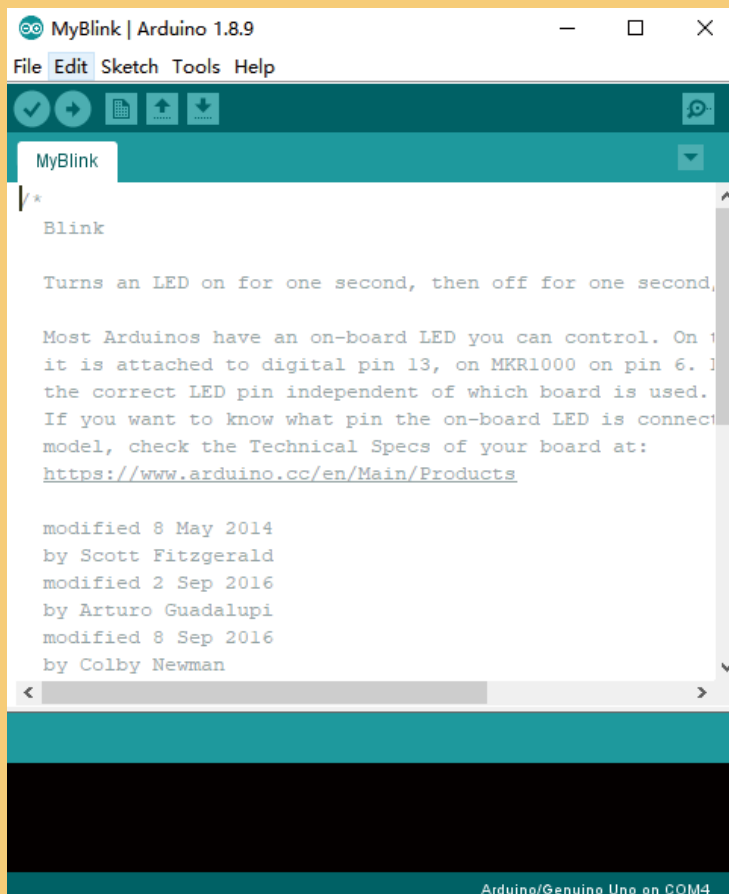 MyBlink | Arduino 1.8.9
File Edit Sketch Tools Help
MyBlink
/*
Blink
Turns an LED on for one second, then off for one second,
Most Arduinos have an on-board LED you can control. On
it is attached to digital pin 13, on MKR1000 on pin 6.
the correct LED pin independent of which board is used.
If you want to know what pin the on-board LED is connect
model, check the Technical Specs of your board at:
https://www.arduino.cc/en/Main/Products
modified 8 May 2014
by Scott Fitzgerald
modified 2 Sep 2016
by Arturo Guadalupi
modified 8 Sep 2016
by Colby Newman
Arduino/Genuino Uno on COM4